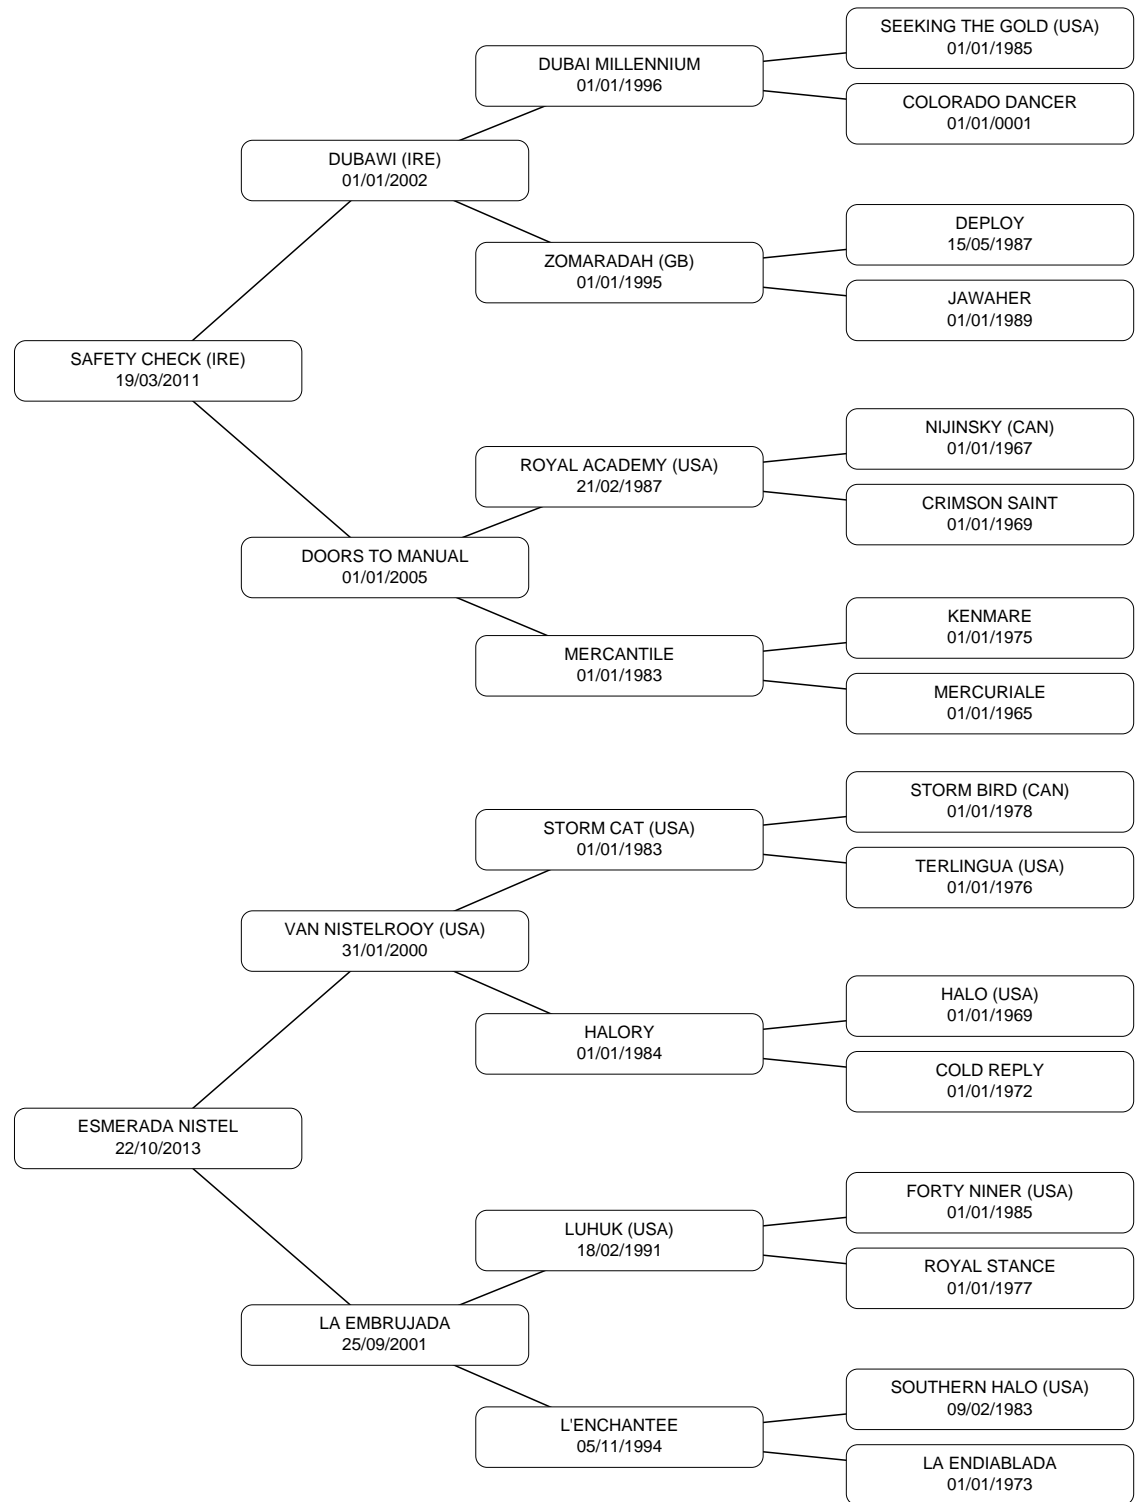 SEEKING THE GOLD (USA)
01/01/1985
DUBAI MILLENNIUM
01/01/1996
COLORADO DANCER
01/01/0001
DUBAWI (IRE)
01/01/2002
DEPLOY
15/05/1987
ZOMARADAH (GB)
01/01/1995
JAWAHER
01/01/1989
SAFETY CHECK (IRE)
19/03/2011
NIJINSKY (CAN)
01/01/1967
ROYAL ACADEMY (USA)
21/02/1987
CRIMSON SAINT
01/01/1969
DOORS TO MANUAL
01/01/2005
KENMARE
01/01/1975
MERCANTILE
01/01/1983
MERCURIALE
01/01/1965
STORM BIRD (CAN)
01/01/1978
STORM CAT (USA)
01/01/1983
TERLINGUA (USA)
01/01/1976
VAN NISTELROOY (USA)
31/01/2000
HALO (USA)
01/01/1969
HALORY
01/01/1984
COLD REPLY
01/01/1972
ESMERADA NISTEL
22/10/2013
FORTY NINER (USA)
01/01/1985
LUHUK (USA)
18/02/1991
ROYAL STANCE
01/01/1977
LA EMBRUJADA
25/09/2001
SOUTHERN HALO (USA)
09/02/1983
L'ENCHANTEE
05/11/1994
LA ENDIABLADA
01/01/1973